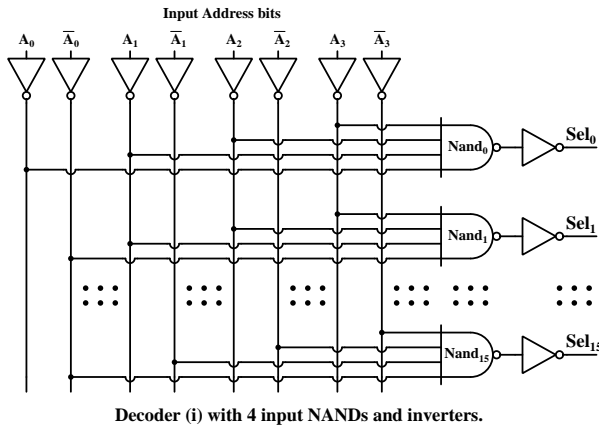 Input Address bits
A₀ A̅₀ A₁ A̅₁ A₂ A̅₂ A₃ A̅₃
Nand₀ Sel₀
Nand₁ Sel₁
Nand₁₅ Sel₁₅
Decoder (i) with 4 input NANDs and inverters.